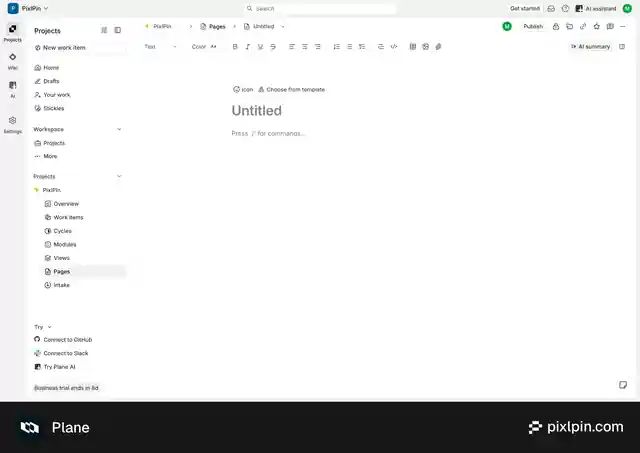 P PixlPin Search Get started AI assistant M
Projects
Wiki
AI
Settings
Projects
New work item
Home
Drafts
Your work
Stickies
Workspace
Projects
More
Projects
PixlPin
Overview
Work items
Cycles
Modules
Views
Pages
Intake
Try
Connect to GitHub
Connect to Slack
Try Plane AI
Business trial ends in 8d
PixlPin Pages Untitled M Publish
Text Color Aa B I U S AI summary
Icon Choose from template
Untitled
Press '/' for commands...
Plane pixlpin.com